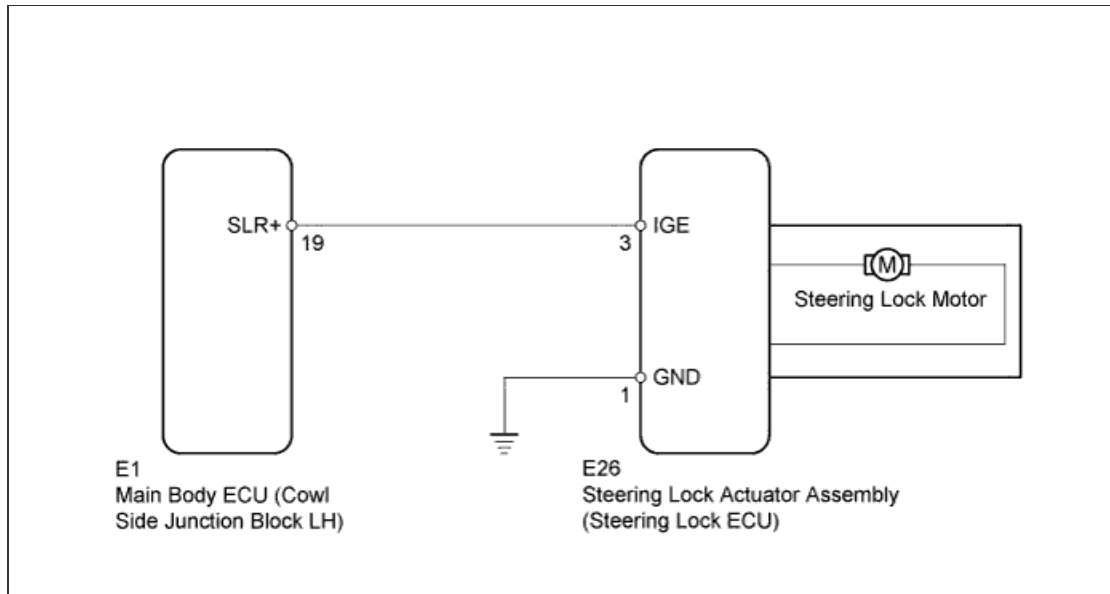 SLR+
19
3
IGE
M
Steering Lock Motor
GND
1
E1
Main Body ECU (Cowl
Side Junction Block LH)
E26
Steering Lock Actuator Assembly
(Steering Lock ECU)